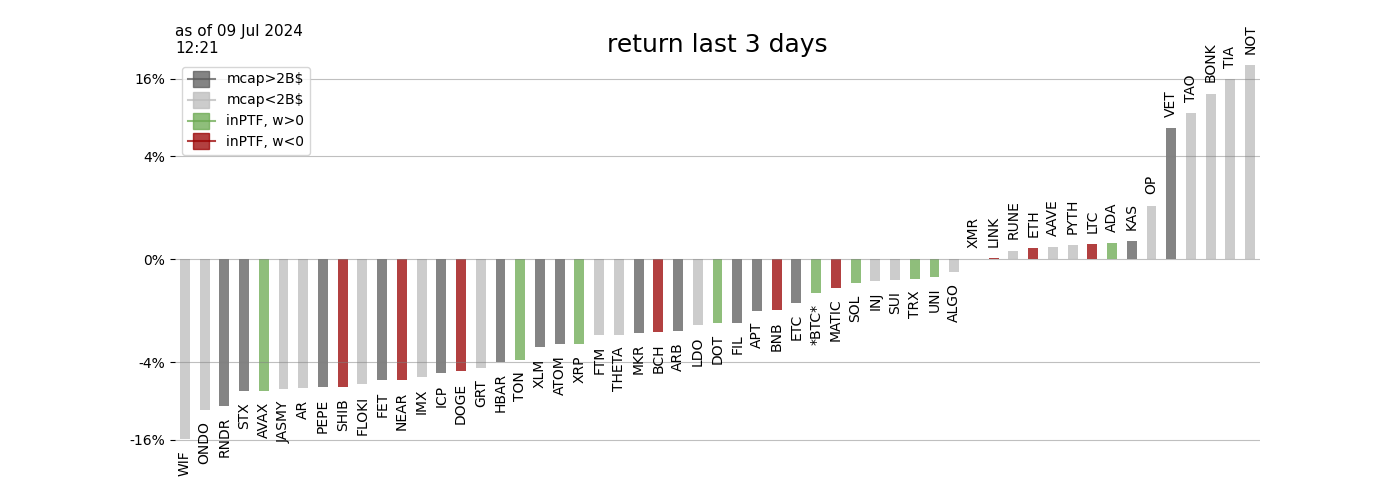 as of 09 Jul 2024
12:21
return last 3 days
mcap>2B$
mcap<2B$
inPTF, w>0
inPTF, w<0
16%
4%
0%
-4%
-16%
WIF
ONDO
RNDR
STX
AVAX
JASMY
AR
PEPE
SHIB
FLOKI
FET
NEAR
IMX
ICP
DOGE
GRT
HBAR
TON
XLM
ATOM
XRP
FTM
THETA
MKR
BCH
ARB
LDO
DOT
FIL
APT
BNB
ETC
*BTC*
MATIC
SOL
INJ
SUI
TRX
UNI
ALGO
XMR
LINK
RUNE
ETH
AAVE
PYTH
LTC
ADA
KAS
OP
VET
TAO
BONK
TIA
NOT